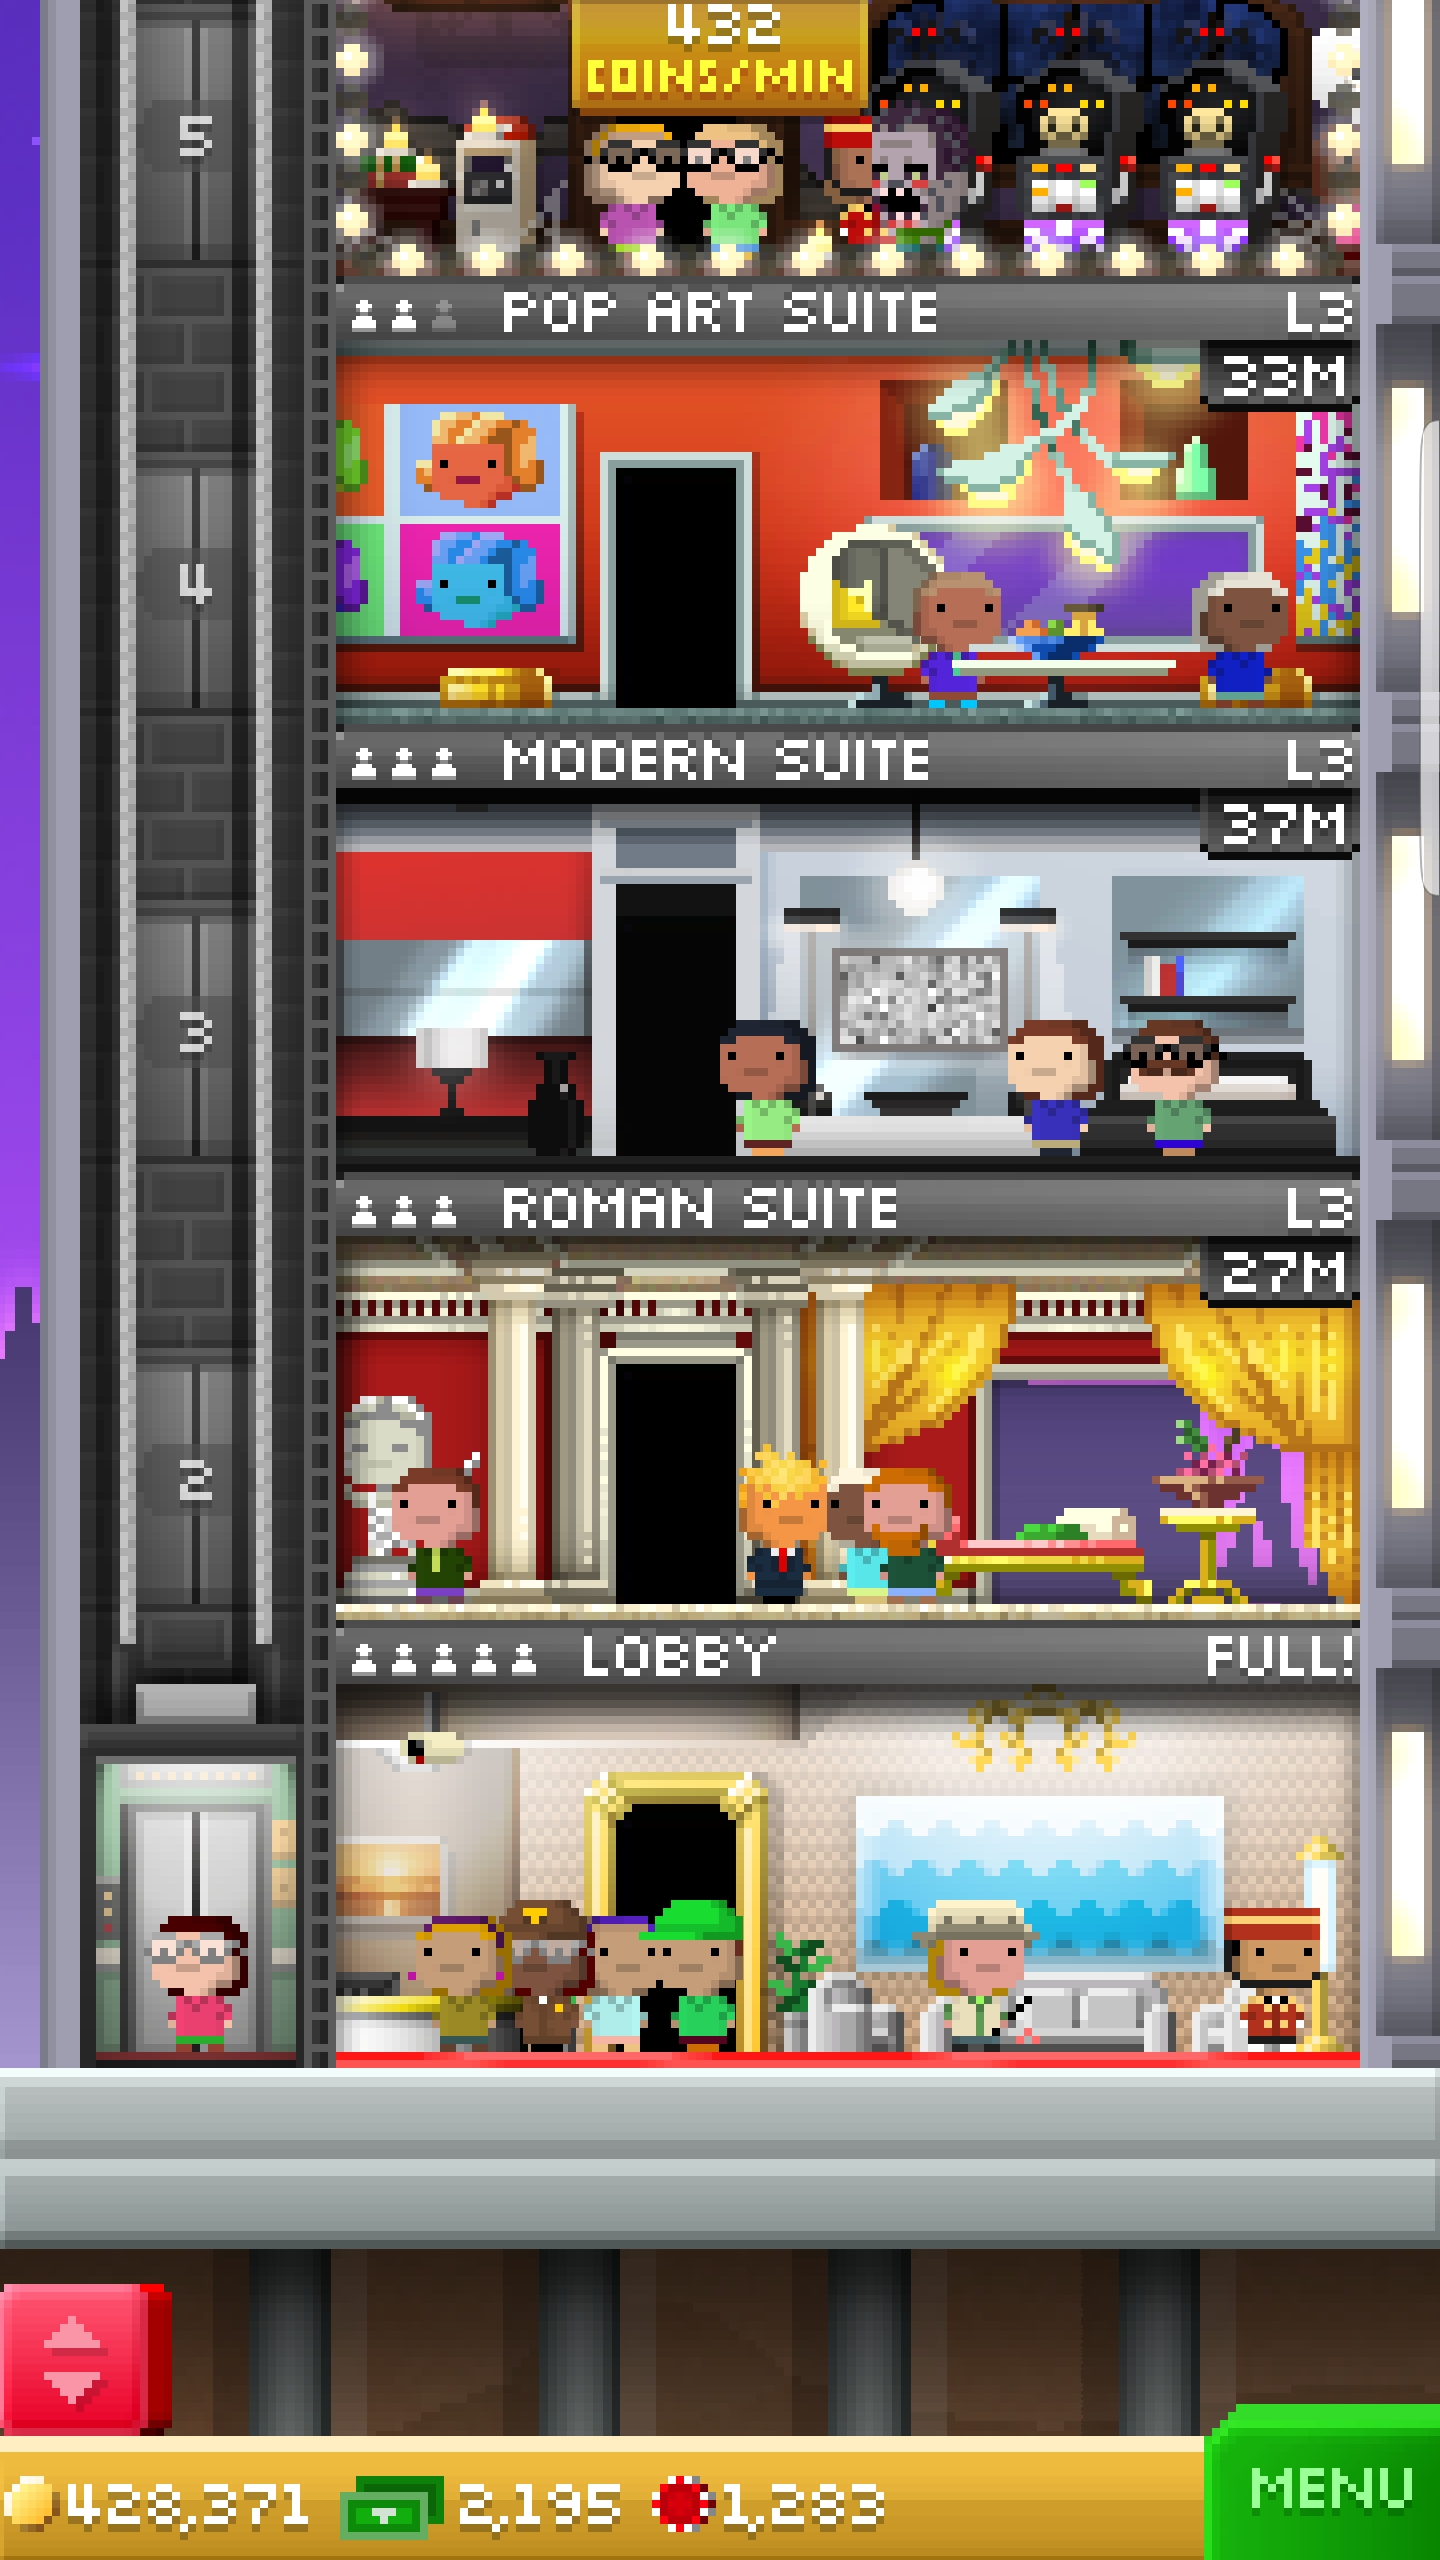 432
COINS/MIN
5
POP ART SUITE L3
33M
4
MODERN SUITE L3
37M
3
ROMAN SUITE L3
27M
2
LOBBY FULL!
428,371 2,195 1,283
MENU